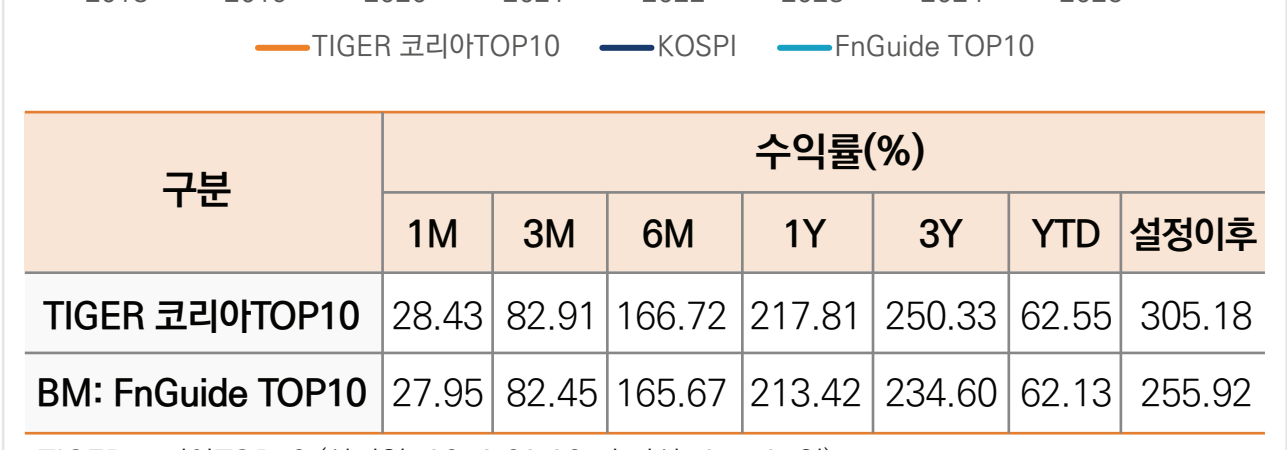 TIGER 코리아TOP10 KOSPI FnGuide TOP10
구분 수익률(%)
1M 3M 6M 1Y 3Y YTD 설정이후
TIGER 코리아TOP10 28.43 82.91 166.72 217.81 250.33 62.55 305.18
BM: FnGuide TOP10 27.95 82.45 165.67 213.42 234.60 62.13 255.92